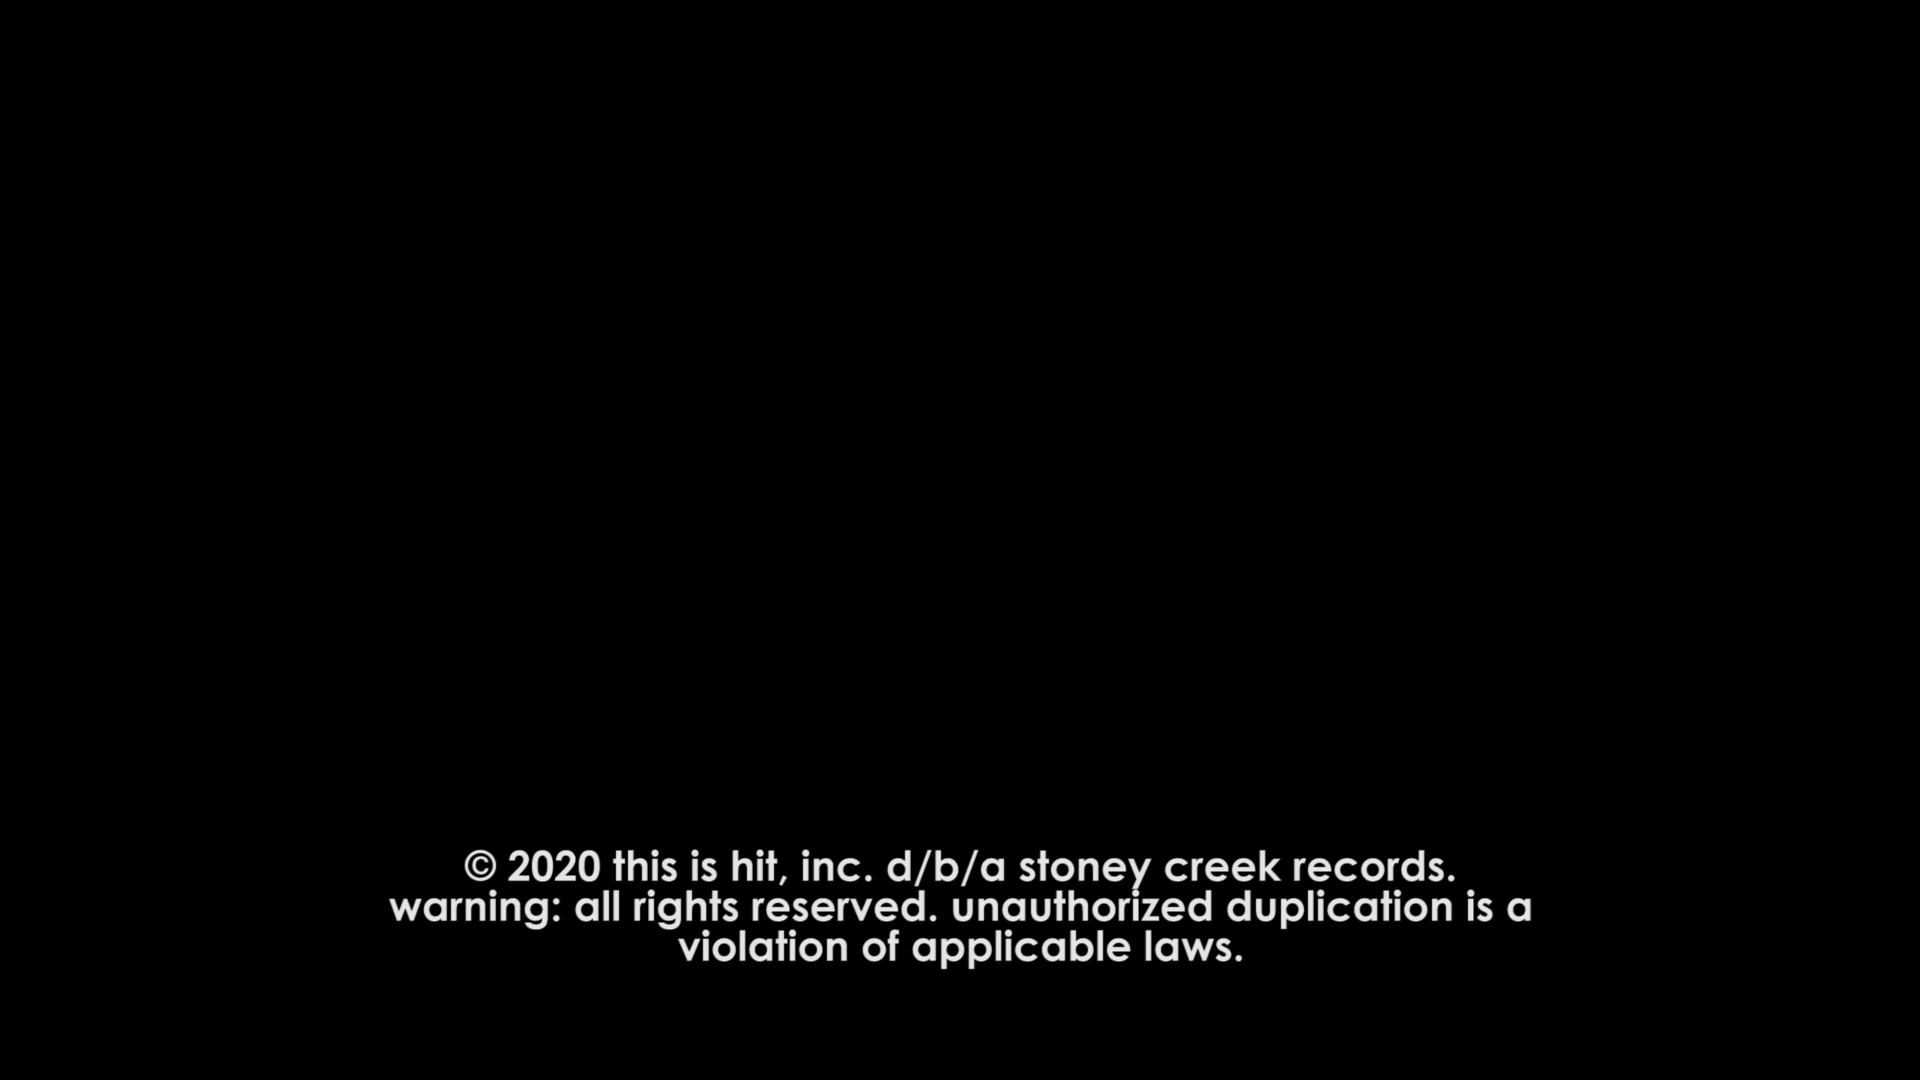 © 2020 this is hit, inc. d/b/a stoney creek records.
warning: all rights reserved. unauthorized duplication is a
violation of applicable laws.